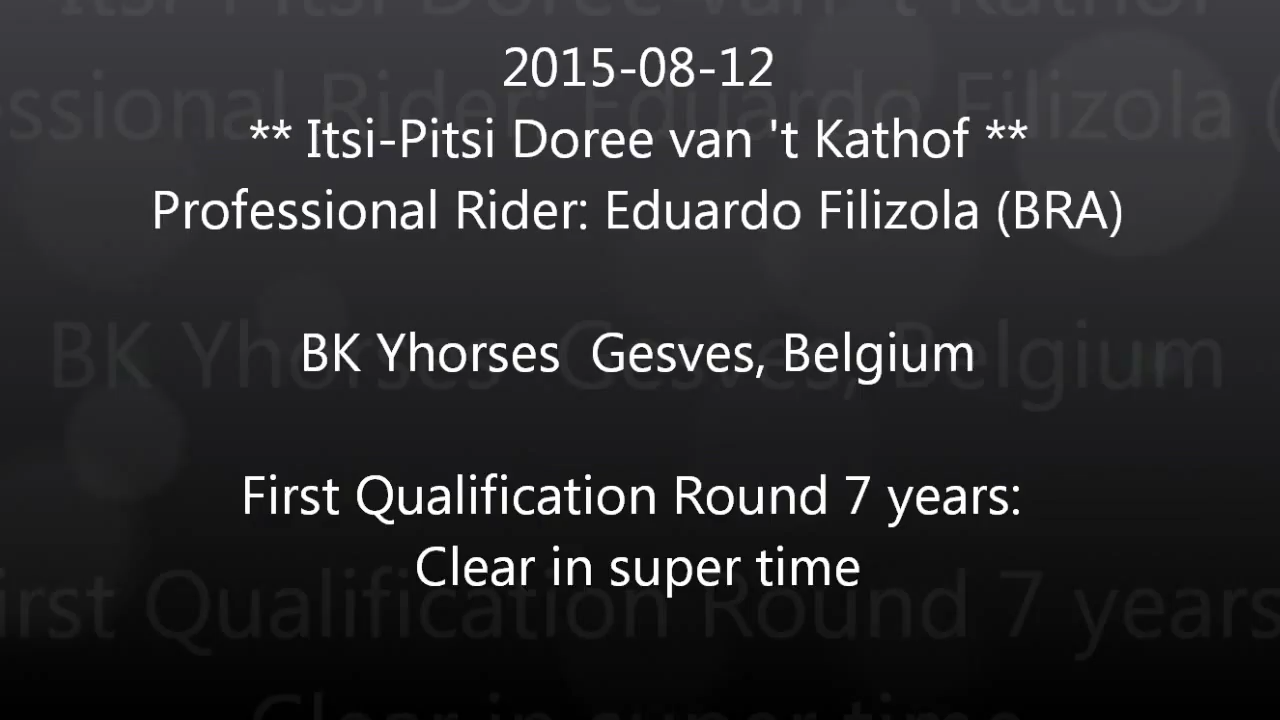 2015-08-12
** Itsi-Pitsi Doree van 't Kathof **
Professional Rider: Eduardo Filizola (BRA)
BK Yhorses  Gesves, Belgium
First Qualification Round 7 years:
Clear in super time